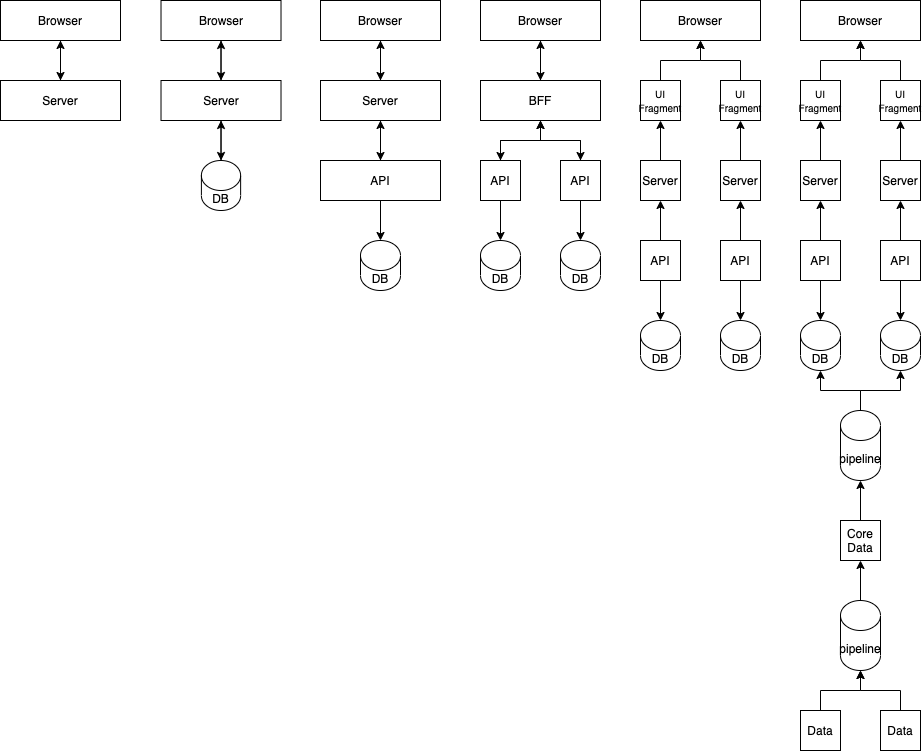 Browser
Browser
Browser
Browser
Browser
Browser
Server
Server
Server
BFF
UI
Fragment
UI
Fragment
UI
Fragment
UI
Fragment
DB
API
API
API
Server
Server
Server
Server
DB
DB
DB
API
API
API
API
DB
DB
DB
DB
pipeline
Core
Data
pipeline
Data
Data